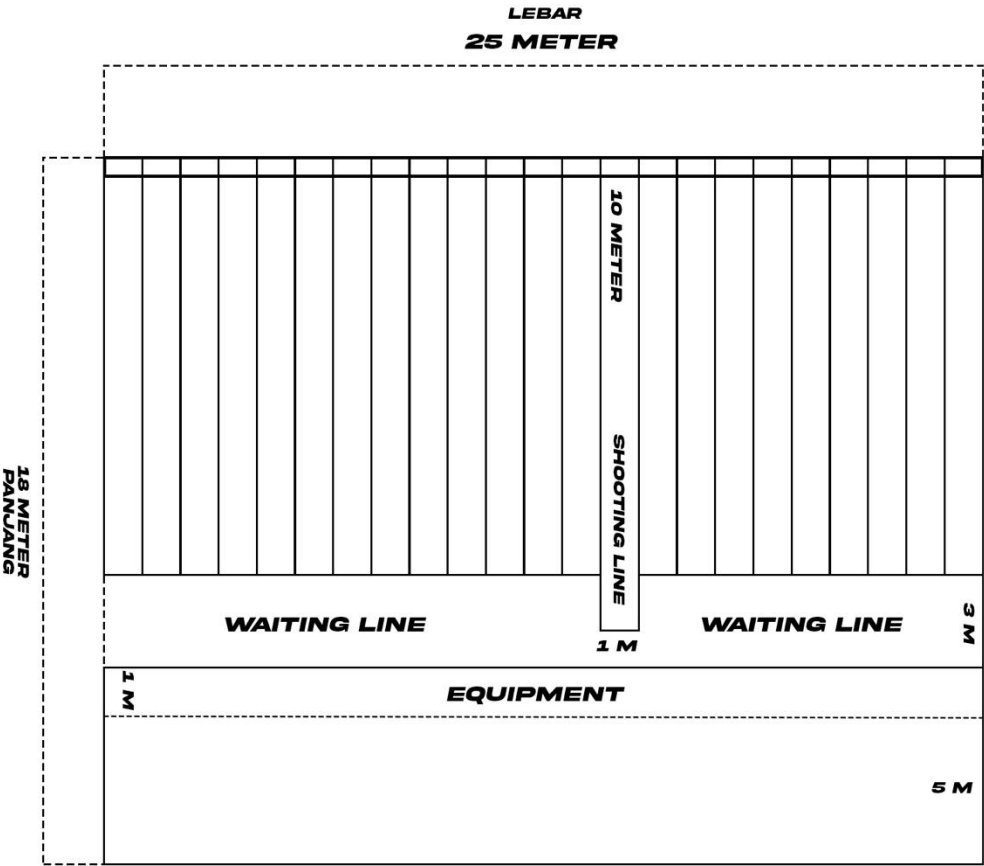 LEBAR
25 METER
10 METER
SHOOTING LINE
18 METER
PANJANG
WAITING LINE
WAITING LINE
3 M
1 M
1 M
EQUIPMENT
5 M